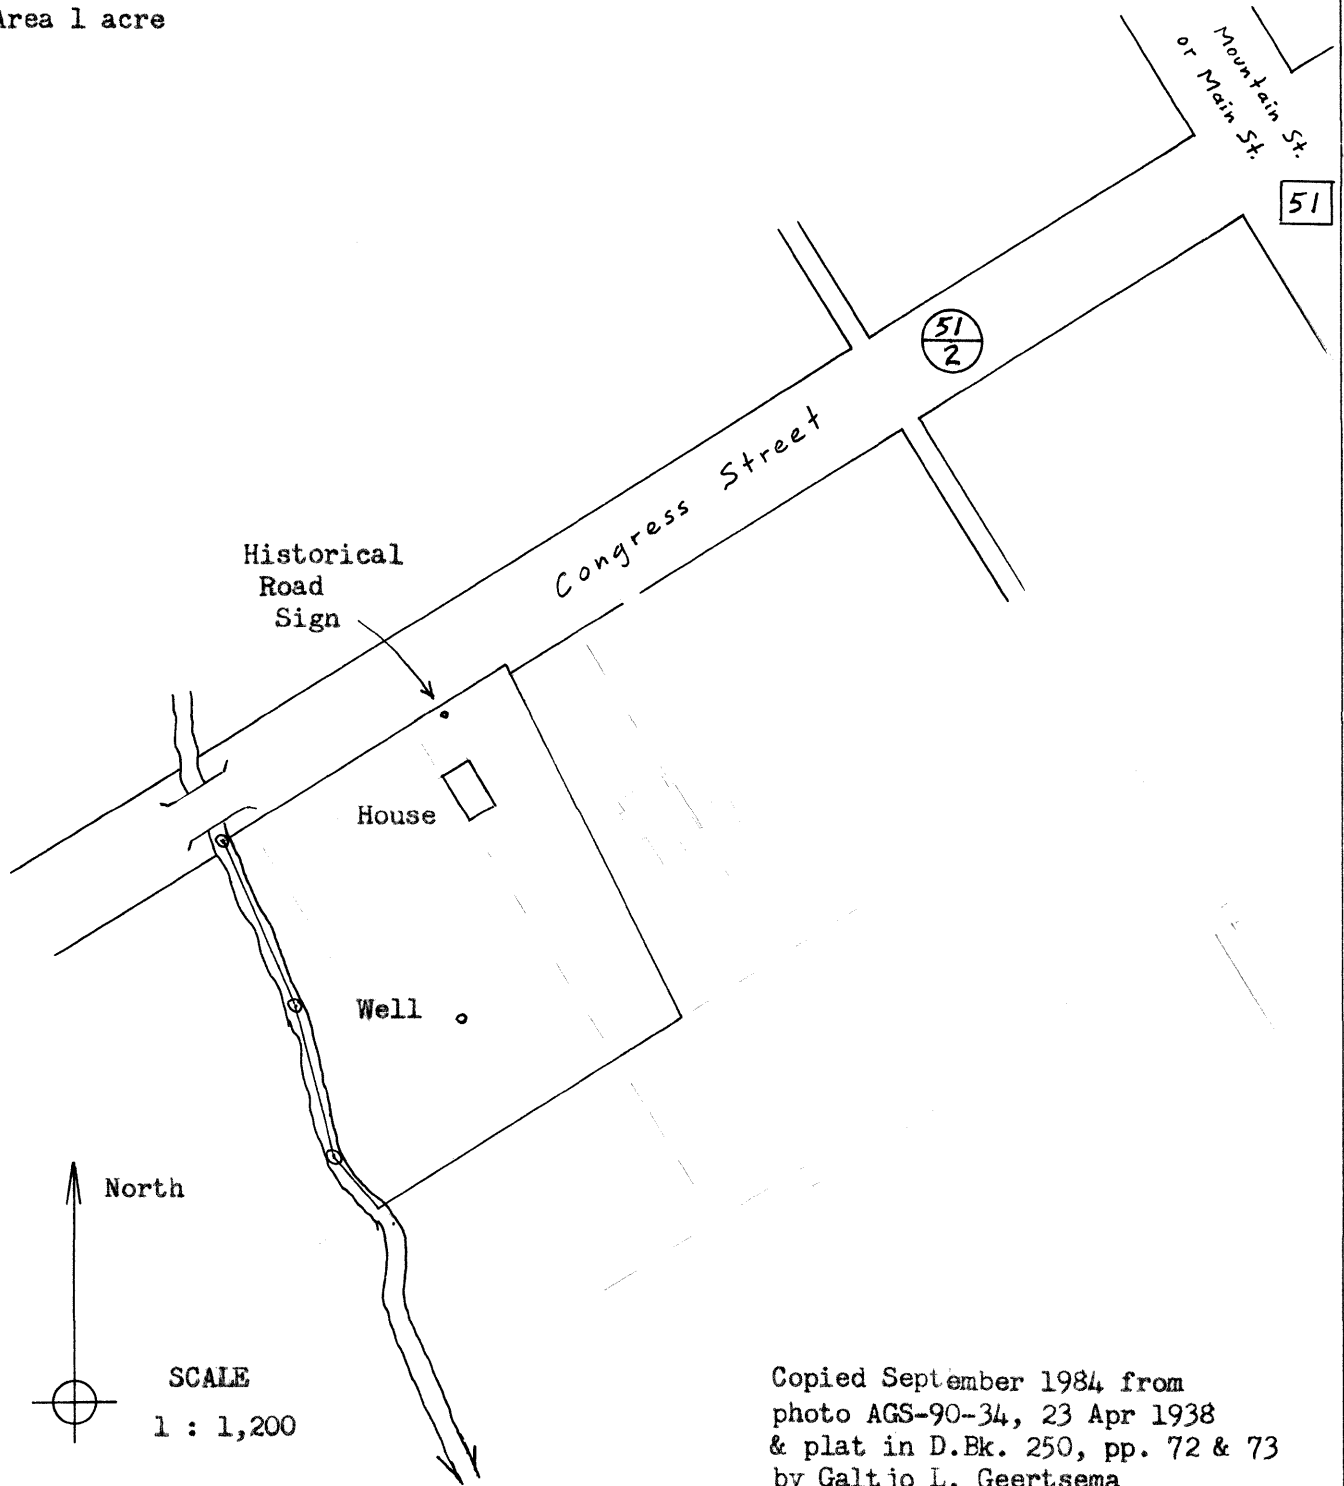 Area 1 acre
Mountain St.
or Main St.
51
51
2
Congress Street
Historical
Road
Sign
House
Well
North
SCALE
1 : 1,200
Copied September 1984 from
photo AGS-90-34, 23 Apr 1938
& plat in D.Bk. 250, pp. 72 & 73
by Galtjo L. Geertsema